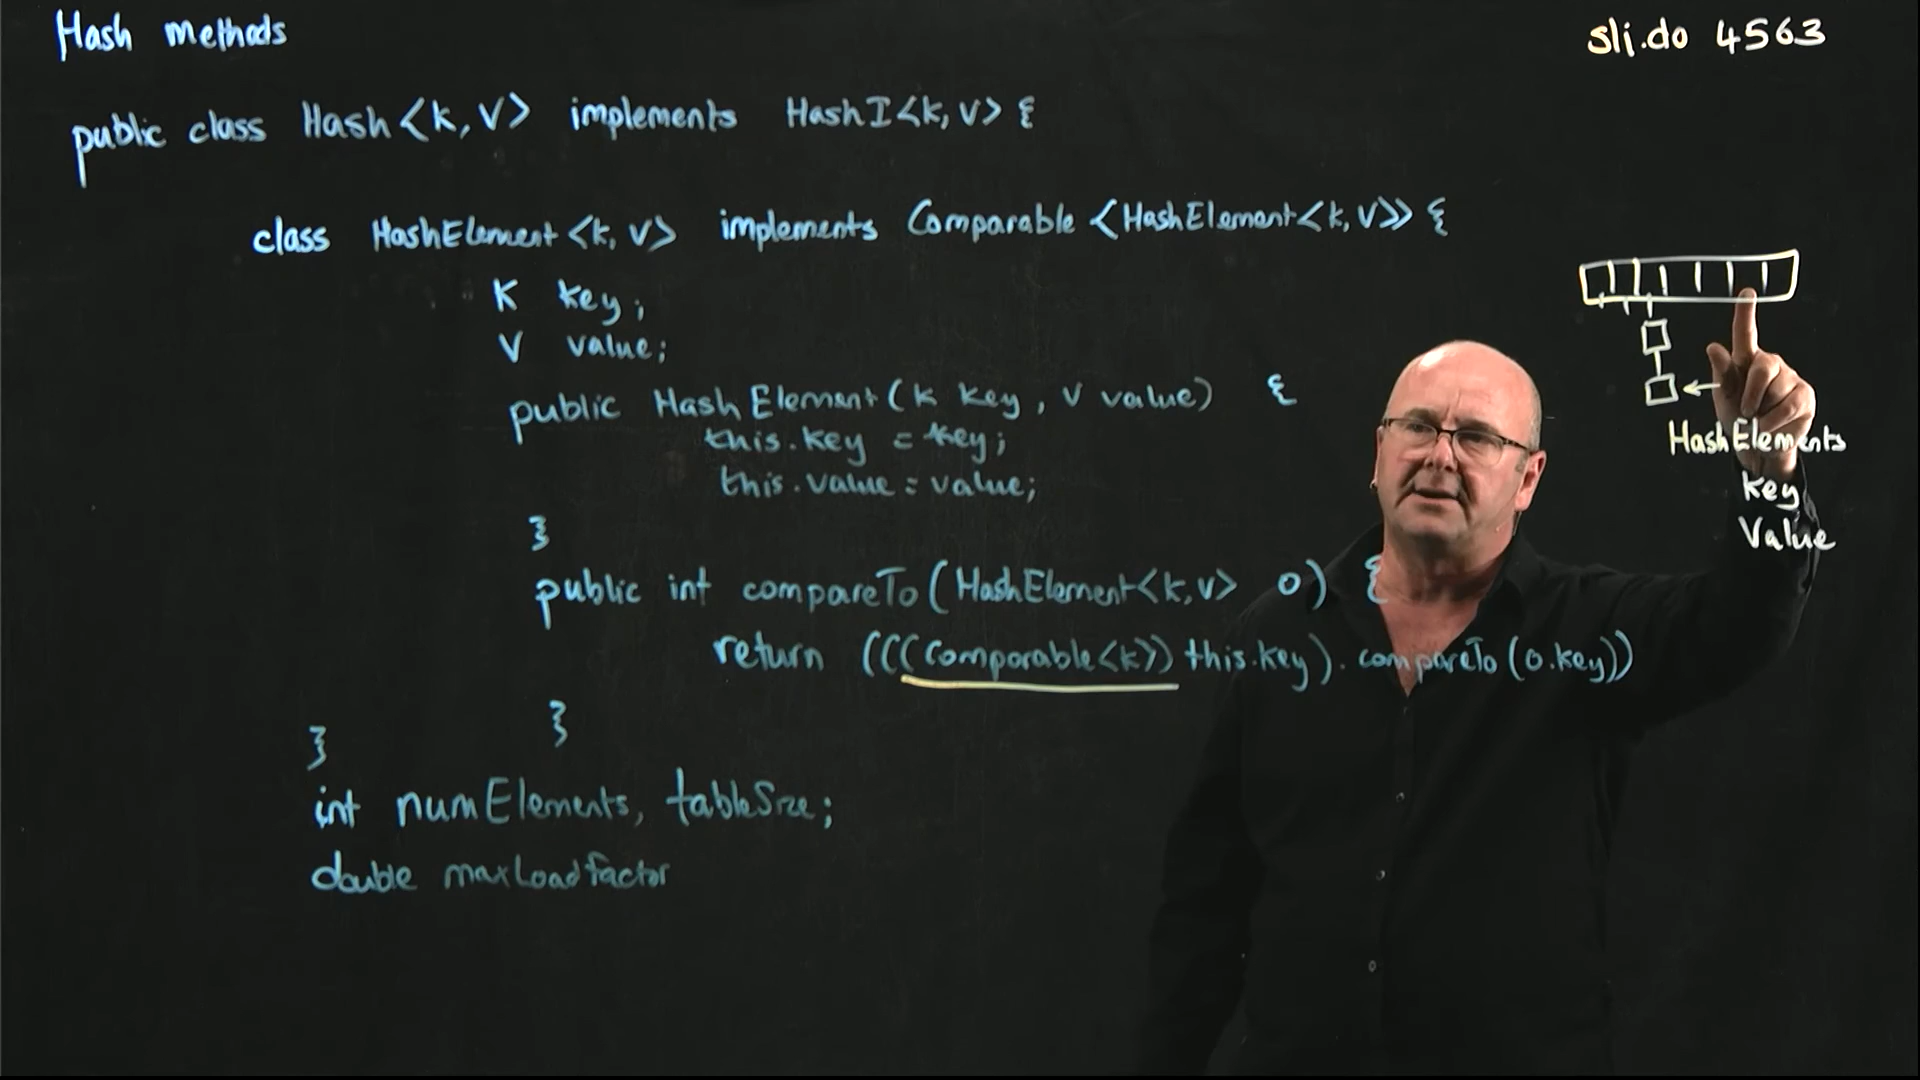 Hash methods
sli.do 4563
public class Hash<k,V> implements HashI<k,V> {
class HashElement<k,V> implements Comparable<HashElement<k,V>> {
K key;
V value;
public HashElement(k key, V value) {
this.key = key;
this.value = value;
}
public int compareTo(HashElement<k,V> o) {
return (((Comparable<k>) this.key).compareTo(o.key))
}
}
int numElements, tableSize;
double maxLoadfactor
HashElements
key
Value